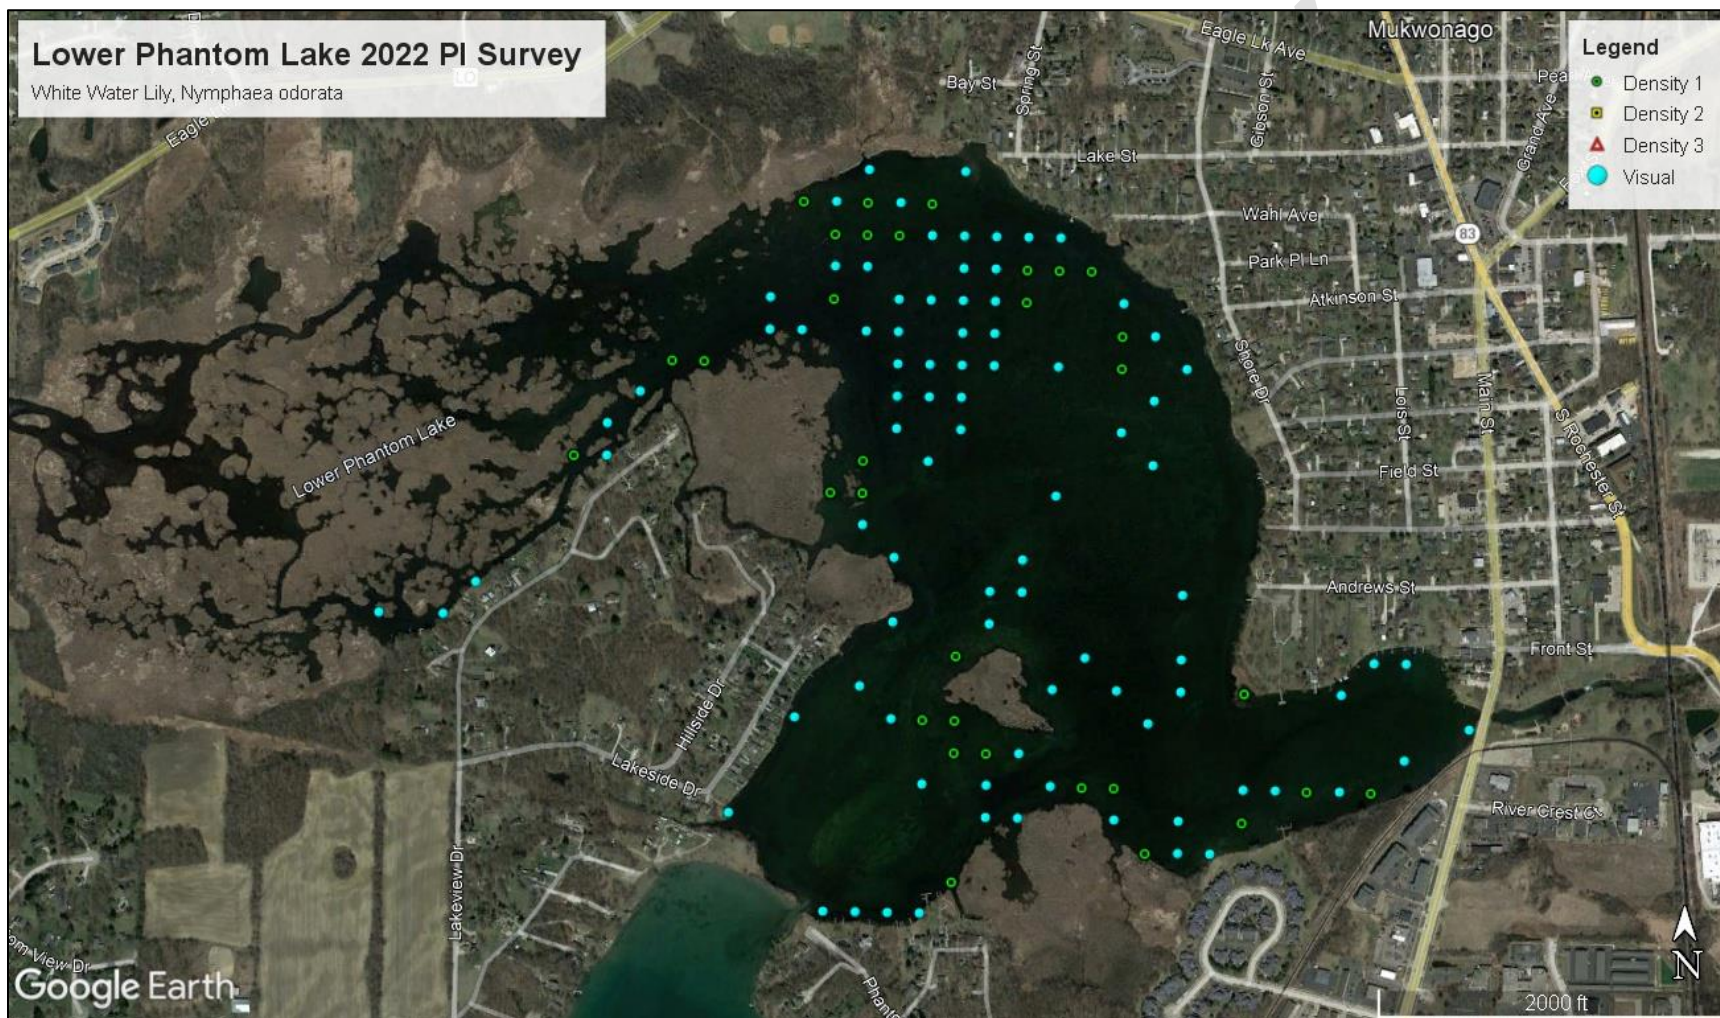 Lower Phantom Lake 2022 PI Survey
White Water Lily, Nymphaea odorata
Legend
Density 1
Density 2
Density 3
Visual
Mukwonago
Eagle Lk Ave
LO
Bay St
Spring St
Gibson St
Grand Ave
Lake St
Wahl Ave
83
Park Pl Ln
Atkinson St
Shore Dr
Main St
Lois St
S Rochester St
Field St
Lower Phantom Lake
Andrews St
Front St
Hillside Dr
Lakeside Dr
River Crest Ct
Lakeview Dr
Google Earth
N
2000 ft